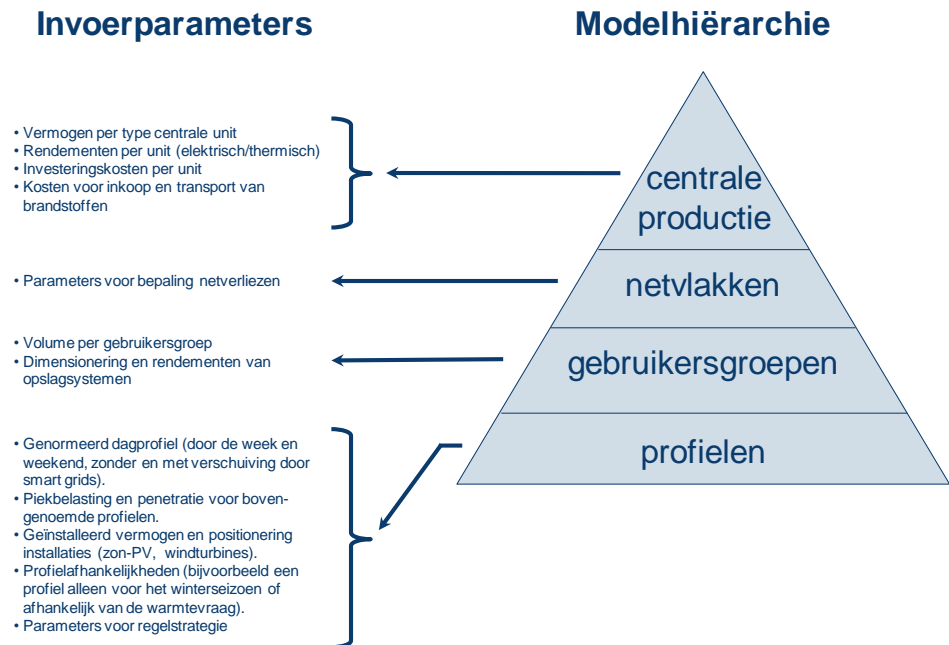 Invoerparameters
Modelhiërarchie
• Vermogen per type centrale unit
• Rendementen per unit (elektrisch/thermisch)
• Investeringskosten per unit
• Kosten voor inkoop en transport van
brandstoffen
centrale
productie
• Parameters voor bepaling netverliezen
netvlakken
• Volume per gebruikersgroep
• Dimensionering en rendementen van
opslagsystemen
gebruikersgroepen
• Genormeerd dagprofiel (door de week en
weekend, zonder en met verschuiving door
smart grids).
• Piekbelasting en penetratie voor boven-
genoemde profielen.
• Geïnstalleerd vermogen en positionering
installaties (zon-PV, windturbines).
• Profielafhankelijkheden (bijvoorbeeld een
profiel alleen voor het winterseizoen of
afhankelijk van de warmtevraag).
• Parameters voor regelstrategie
profielen